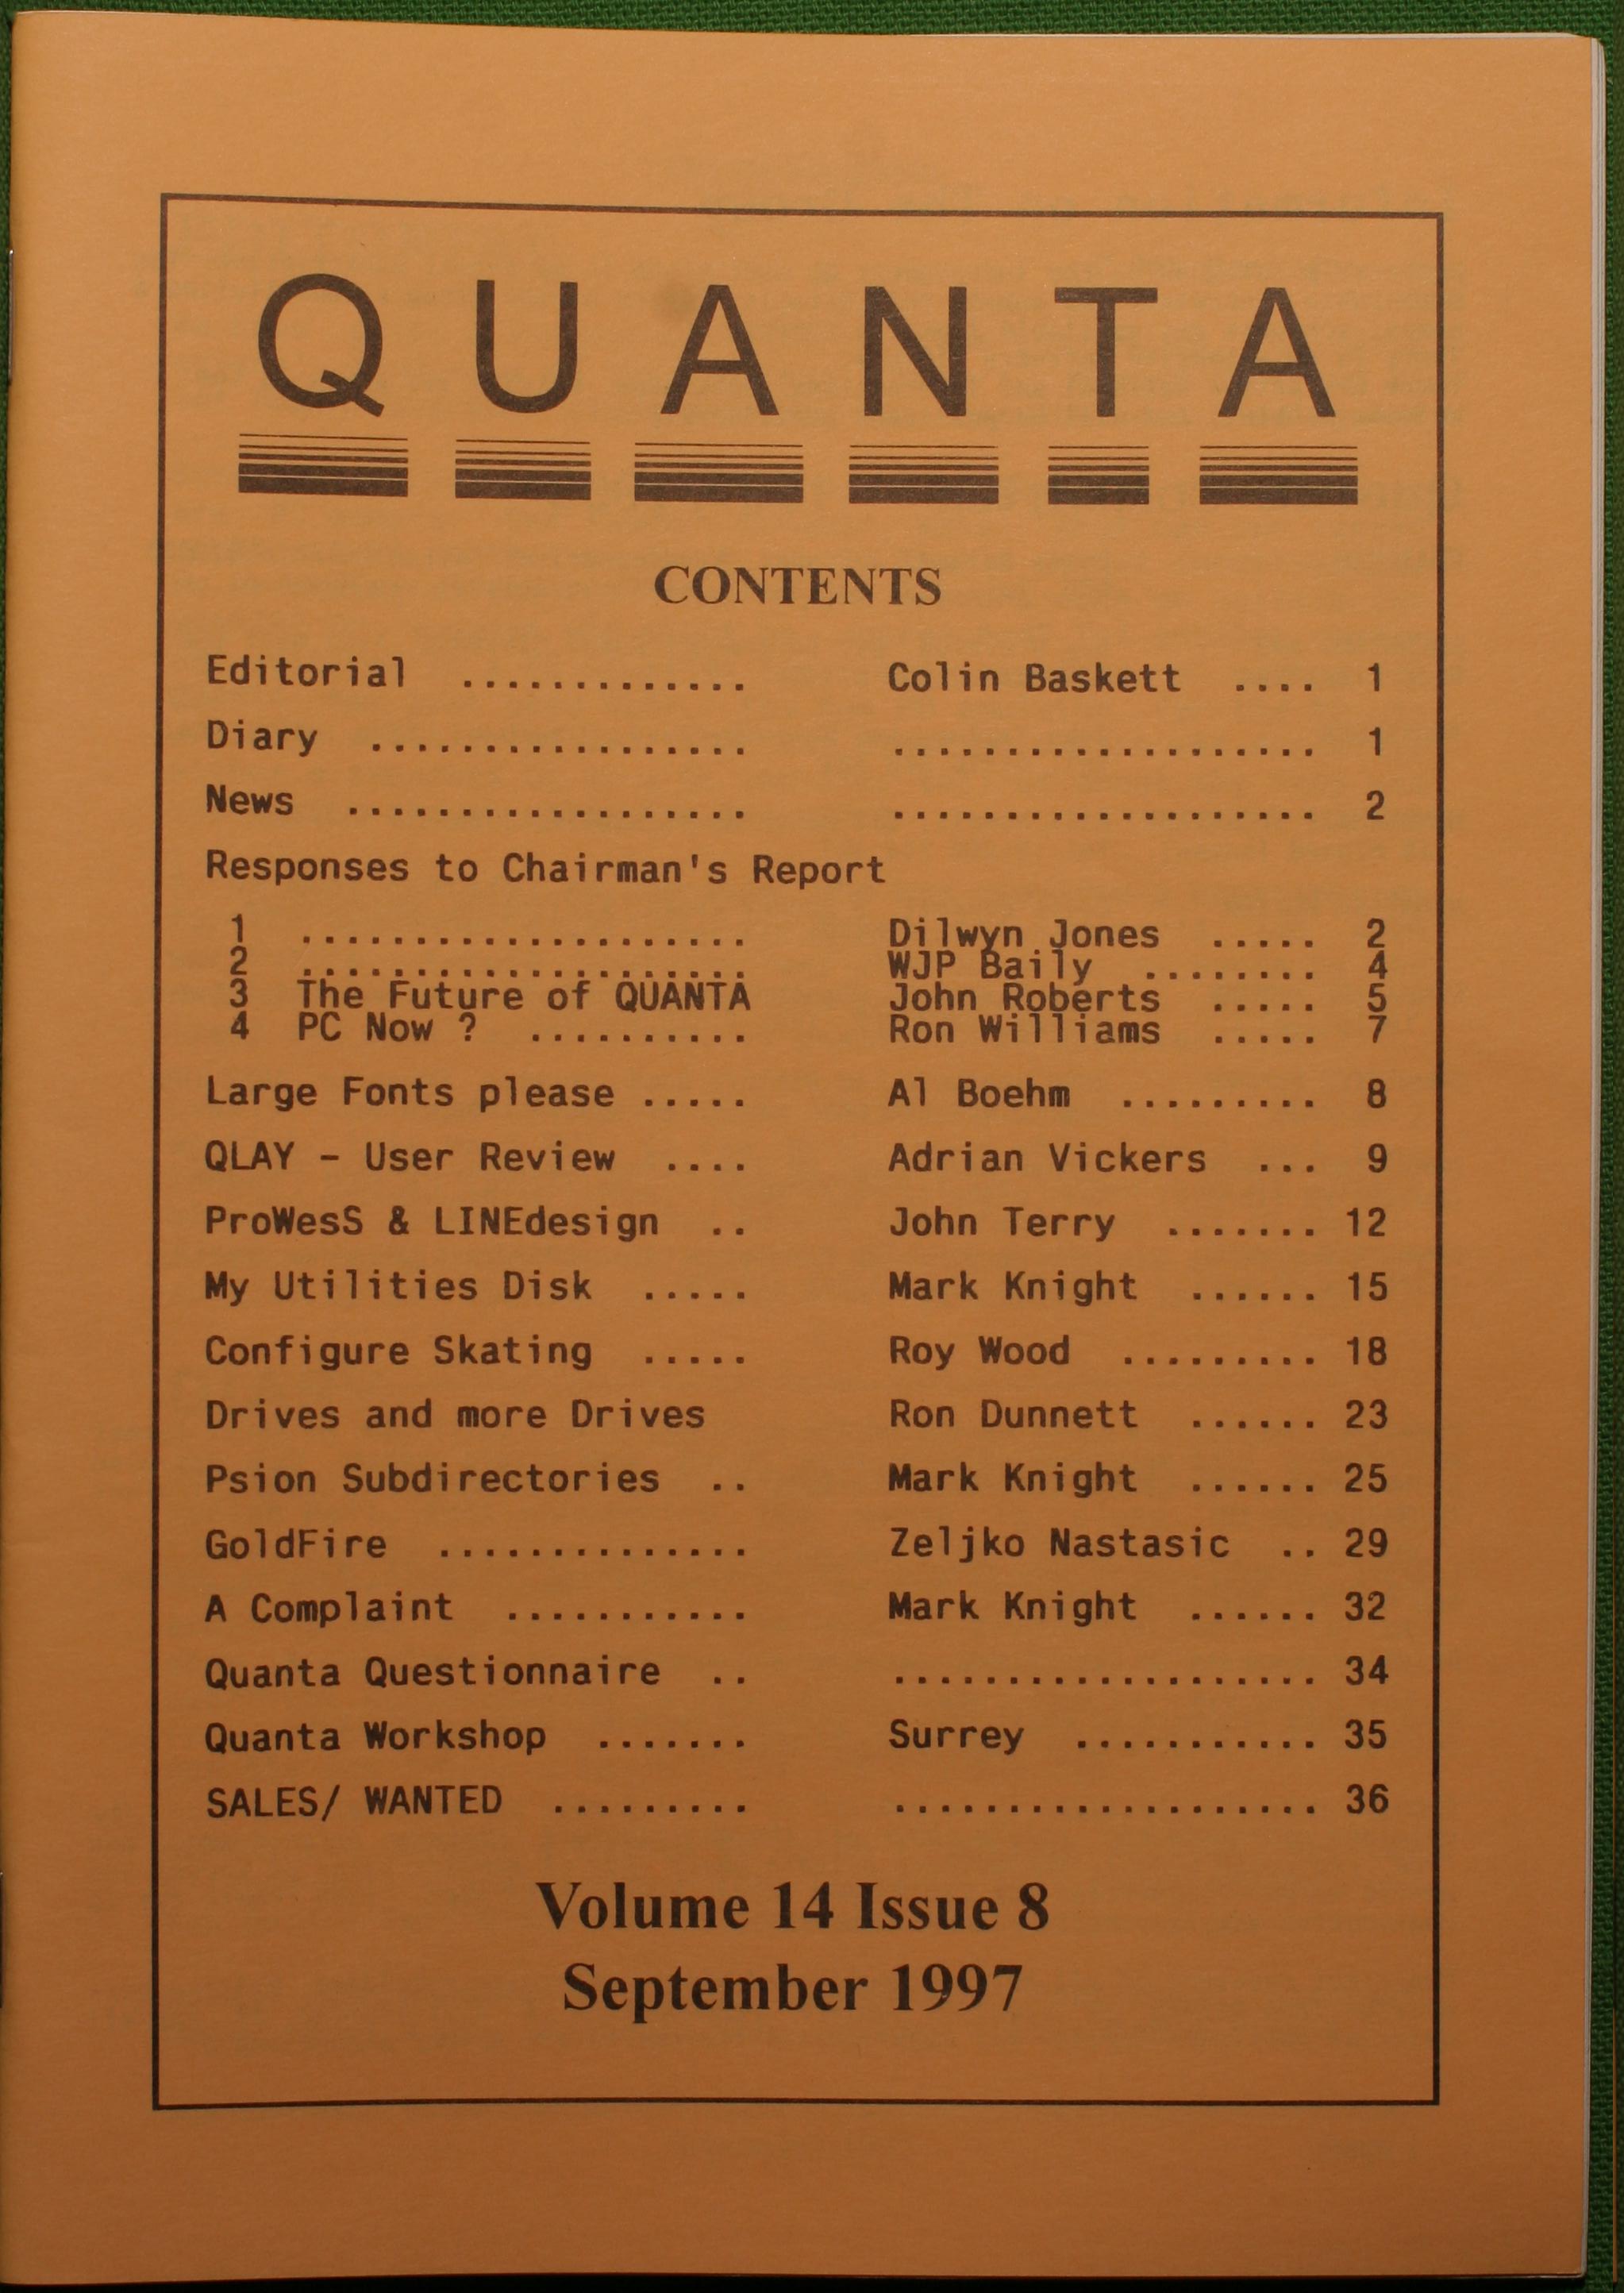 QUANTA
CONTENTS
Editorial ............. Colin Baskett .... 1
Diary ................. ................... 1
News .................. ................... 2
Responses to Chairman's Report
1 .................... Dilwyn Jones ..... 2
2 .................... WJP Baily ........ 4
3 The Future of QUANTA John Roberts ..... 5
4 PC Now ? .......... Ron Williams ..... 7
Large Fonts please ..... Al Boehm ......... 8
QLAY - User Review .... Adrian Vickers ... 9
ProWesS & LINEdesign .. John Terry ....... 12
My Utilities Disk ..... Mark Knight ...... 15
Configure Skating ..... Roy Wood ......... 18
Drives and more Drives Ron Dunnett ...... 23
Psion Subdirectories .. Mark Knight ...... 25
GoldFire .............. Zeljko Nastasic .. 29
A Complaint ........... Mark Knight ...... 32
Quanta Questionnaire .. ................... 34
Quanta Workshop ....... Surrey ........... 35
SALES/ WANTED ......... ................... 36
Volume 14 Issue 8
September 1997